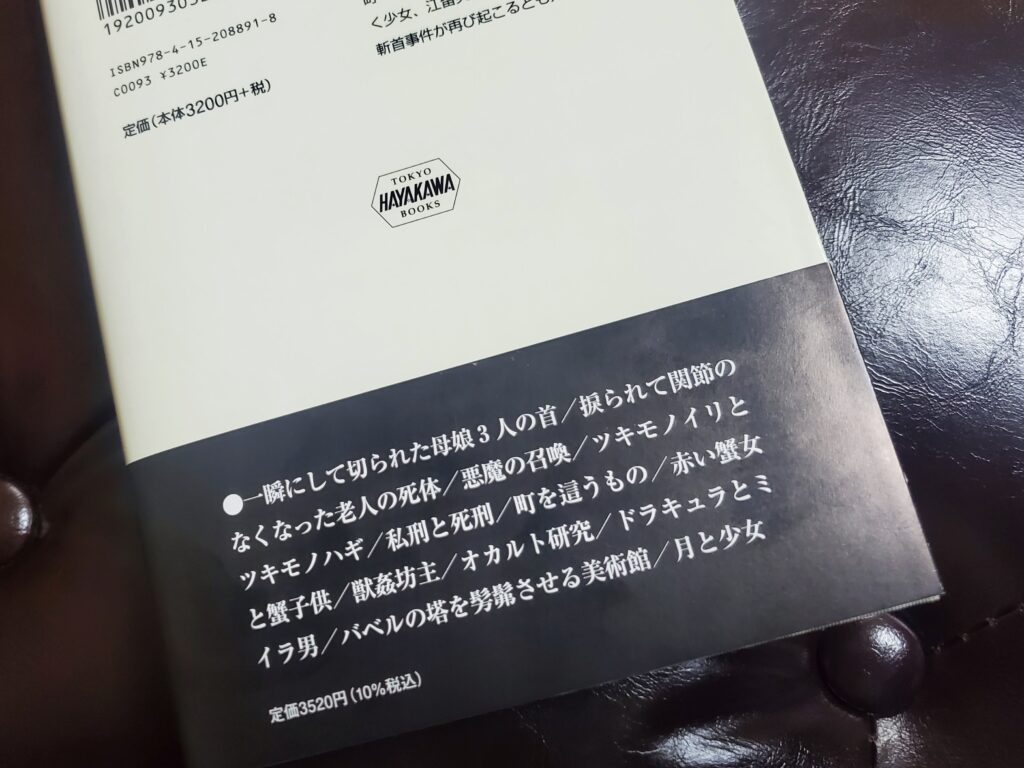 ISBN978-4-15-208891-8
C0093 ¥3200E
定価(本体3200円+税)
く少女、江留
斬首事件が再び起こるとも
TOKYO
HAYAKAWA
BOOKS
●一瞬にして切られた母娘3人の首/捩られて関節の
なくなった老人の死体/悪魔の召喚/ツキモノイリと
ツキモノハギ/私刑と死刑/町を這うもの/赤い蟹女
と蟹子供/獣姦坊主/オカルト研究/ドラキュラとミ
イラ男/バベルの塔を髣髴させる美術館/月と少女
定価3520円(10%税込)